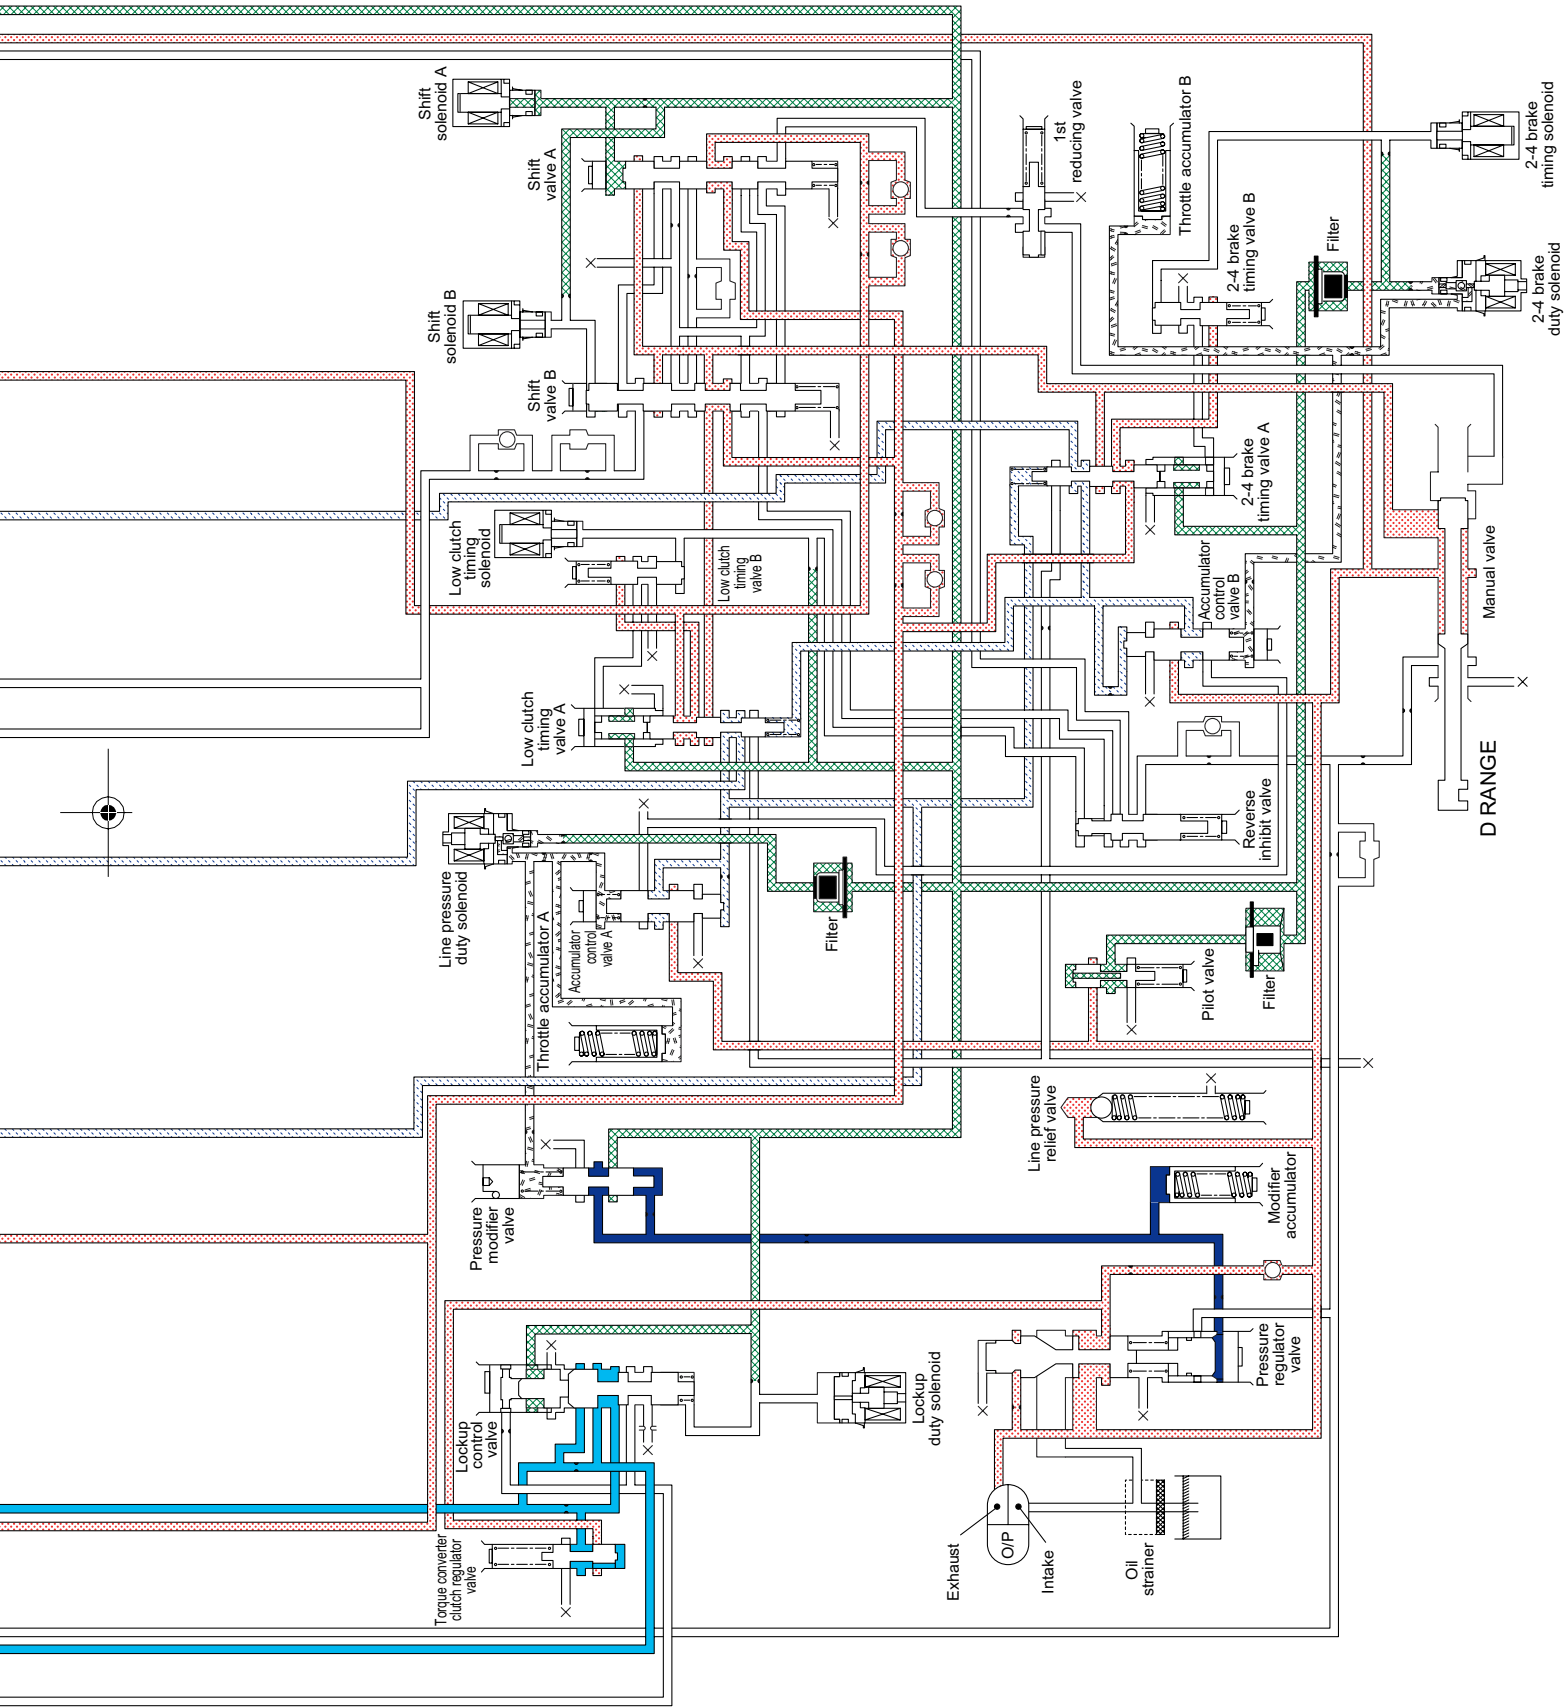 Shift
solenoid A
Shift
valve A
Shift
solenoid B
Shift
valve B
1st
reducing valve
Throttle accumulator B
2-4 brake
timing solenoid
2-4 brake
timing valve B
Filter
2-4 brake
duty solenoid
Low clutch
timing
solenoid
Low clutch
timing
valve B
2-4 brake
timing valve A
Accumulator
control
valve B
Manual valve
Low clutch
timing
valve A
Reverse
inhibit valve
D RANGE
Line pressure
duty solenoid
Throttle accumulator A
Accumulator
control
valve A
Filter
Pilot valve
Filter
Line pressure
relief valve
Pressure
modifier
valve
Modifier
accumulator
Lockup
control
valve
Lockup
duty solenoid
Pressure
regulator
valve
Torque converter
clutch regulator
valve
Exhaust
O/P
Intake
Oil
strainer